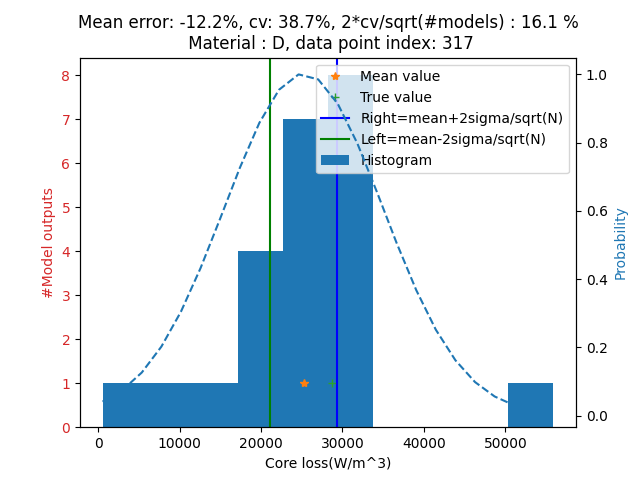 Mean error: -12.2%, cv: 38.7%, 2*cv/sqrt(#models) : 16.1 %
Material : D, data point index: 317
8
7
6
5
4
3
2
1
0
#Model outputs
Mean value
True value
Right=mean+2sigma/sqrt(N)
Left=mean-2sigma/sqrt(N)
Histogram
1.0
0.8
0.6
0.4
0.2
0.0
Probability
0 10000 20000 30000 40000 50000
Core loss(W/m^3)